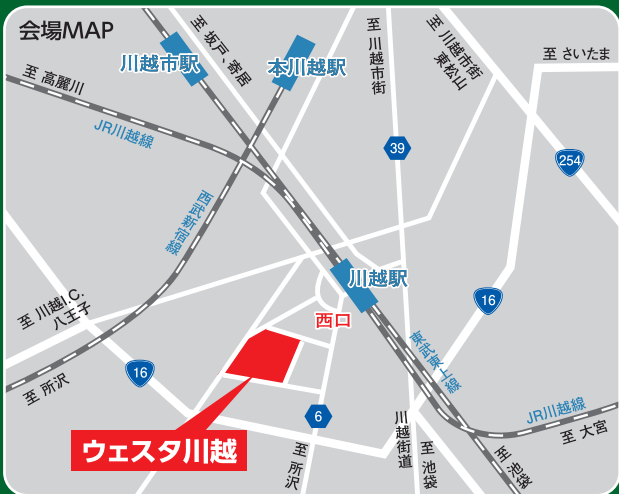 会場MAP
至 坂戸、寄居
川越市駅
本川越駅
至 川越市街
至 川越市街
東松山
至 さいたま
至 高麗川
JR川越線
39
254
西武新宿線
川越駅
至 川越I.C.
八王子
西口
16
東武東上線
16
至 所沢
6
JR川越線
ウェスタ川越
至 所沢
川越街道
至 池袋
至 池袋
至 大宮